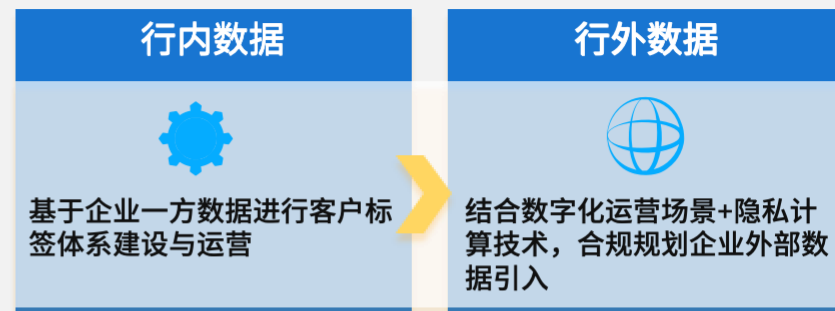 行内数据
基于企业一方数据进行客户标
签体系建设与运营
行外数据
结合数字化运营场景+隐私计
算技术，合规规划企业外部数
据引入